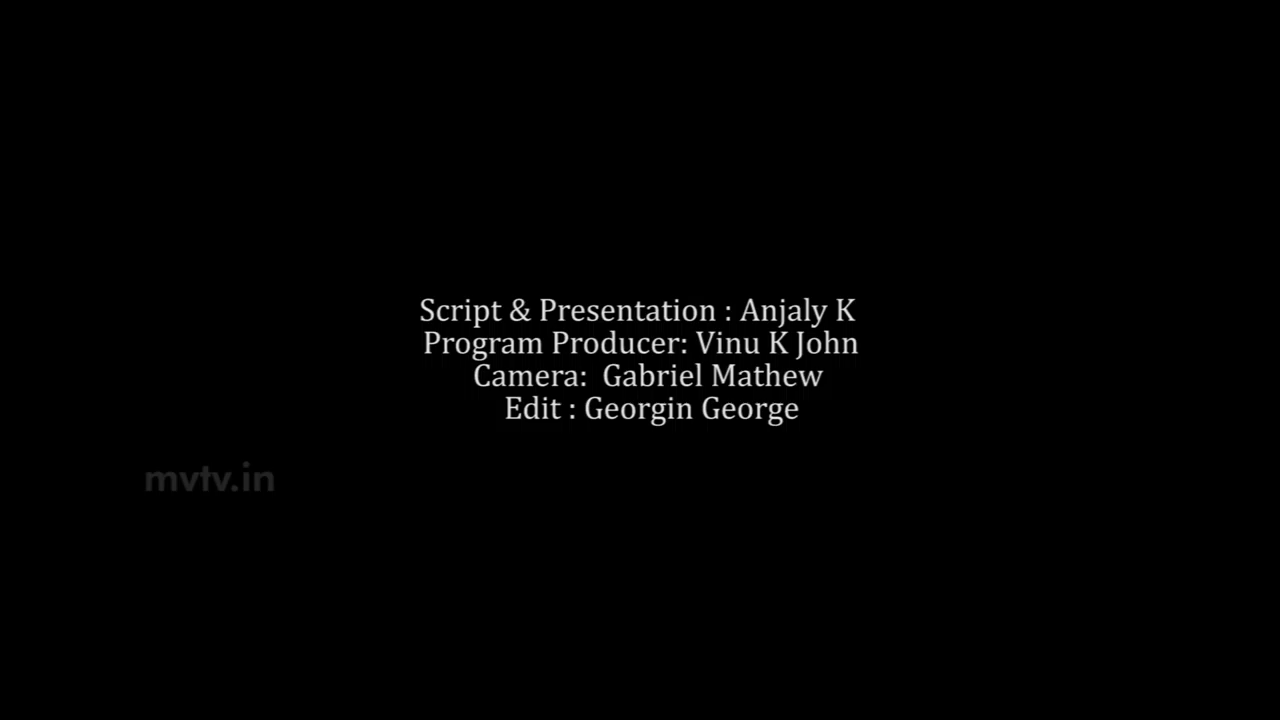 Script & Presentation : Anjaly K
Program Producer: Vinu K John
Camera:  Gabriel Mathew
Edit : Georgin George
mvtv.in